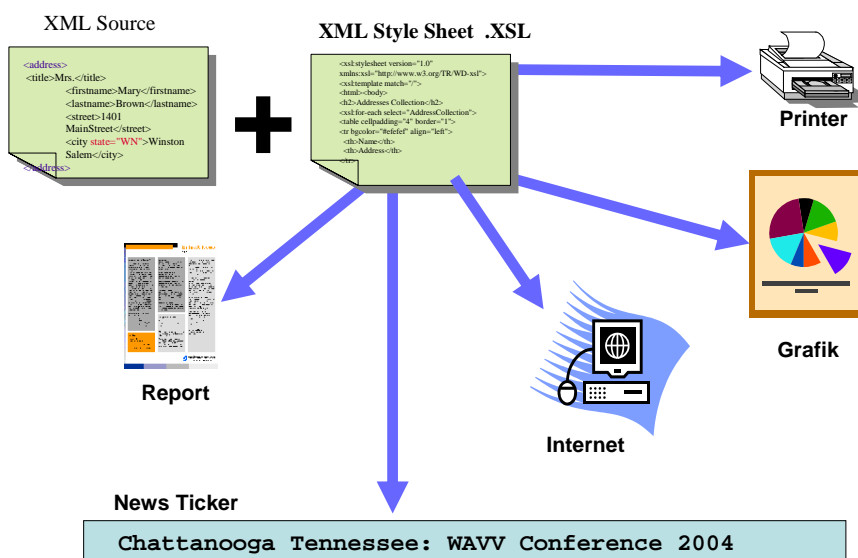 XML Source
<address>
<title>Mrs.</title>
<firstname>Mary</firstname>
<lastname>Brown</lastname>
<street>1401
MainStreet</street>
<city state="WN">Winston
Salem</city>
</address>
XML Style Sheet .XSL
<xsl:stylesheet version="1.0"
xmlns:xsl="http://www.w3.org/TR/WD-xsl">
<xsl:template match="/">
<html><body>
<h2>Addresses Collection</h2>
<xsl:for-each select="AddressCollection">
<table cellpadding="4" border="1">
<tr bgcolor="#efefef" align="left">
<th>Name</th>
<th>Address</th>
</tr>
Printer
Grafik
Report
Internet
News Ticker
Chattanooga Tennessee: WAVV Conference 2004